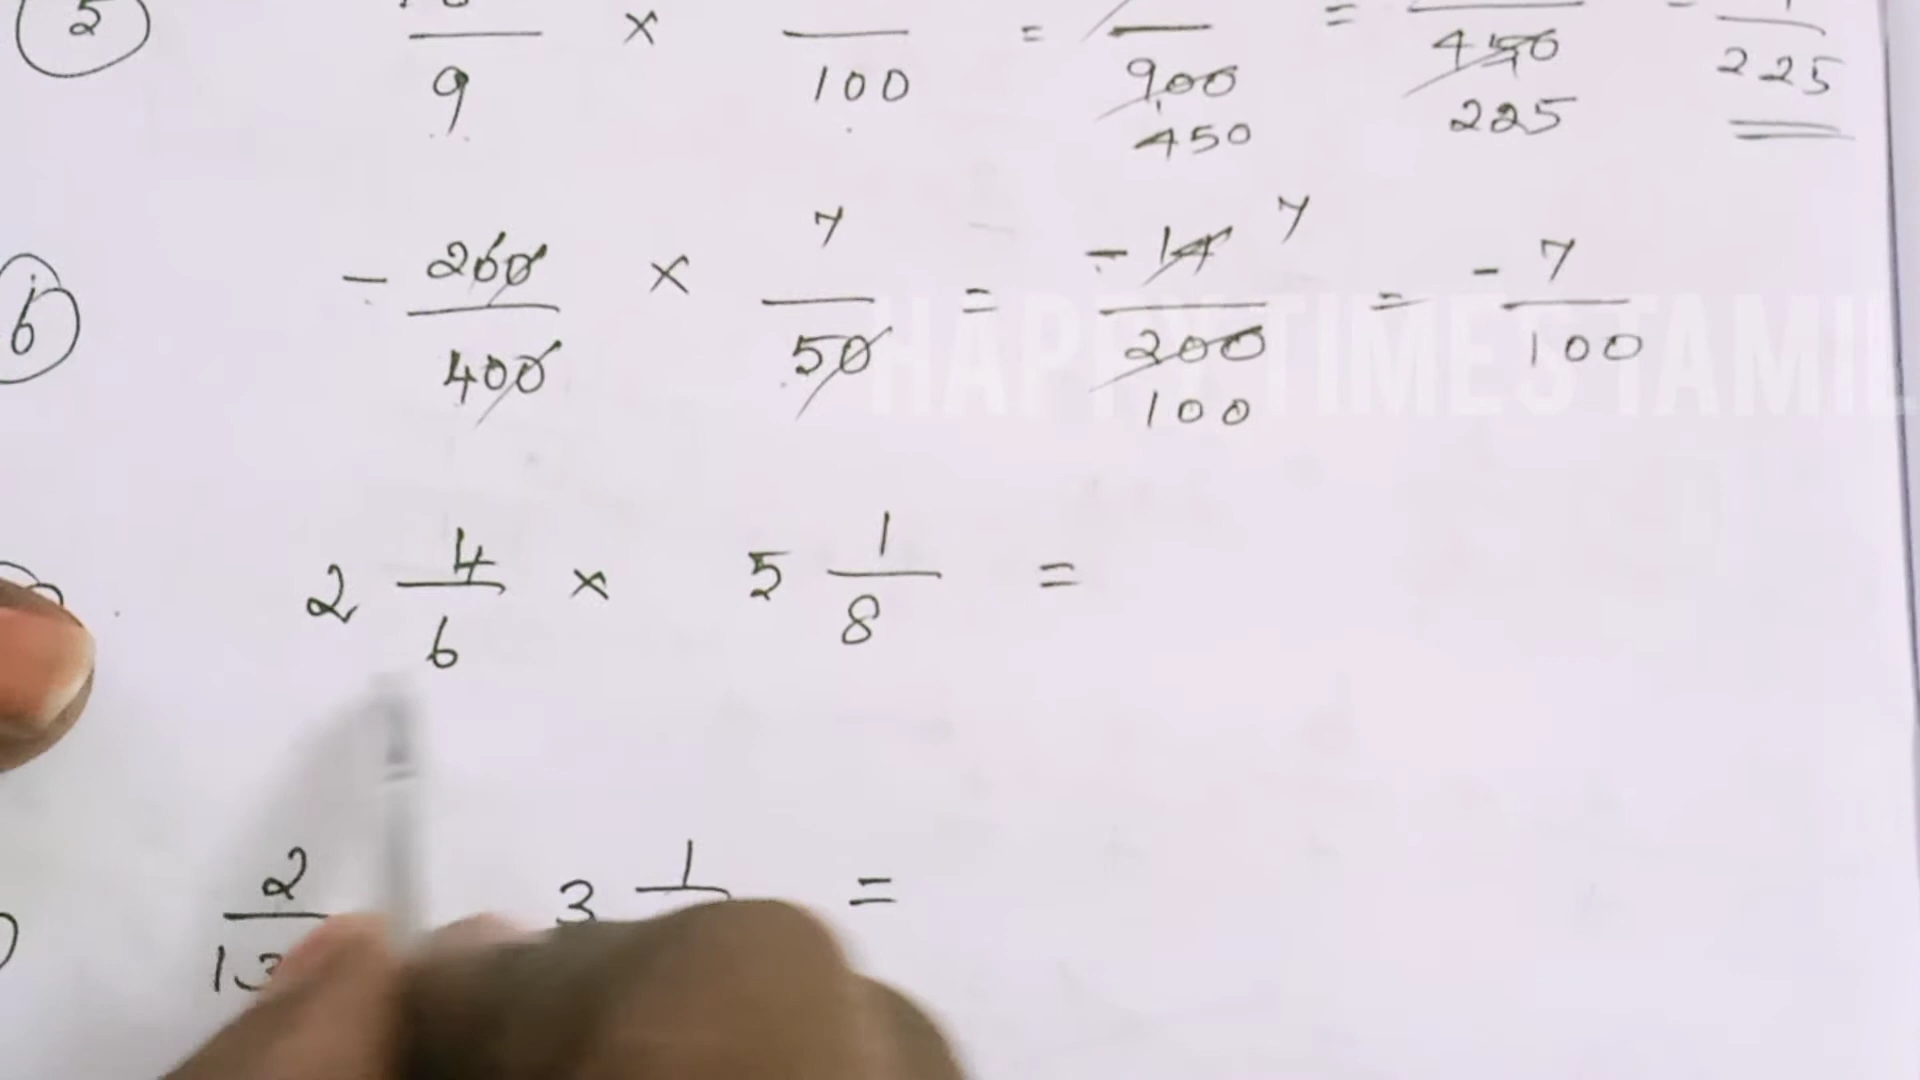 5 9 × 100 = 900 450 = 450 225 - 1 225
6 - 200 400 × 7 50 = - 14 7 200 100 = - 7 100
HAPPY TIMES TAMIL
2 4/6 × 5 1/8 =
2/13 3 1 =